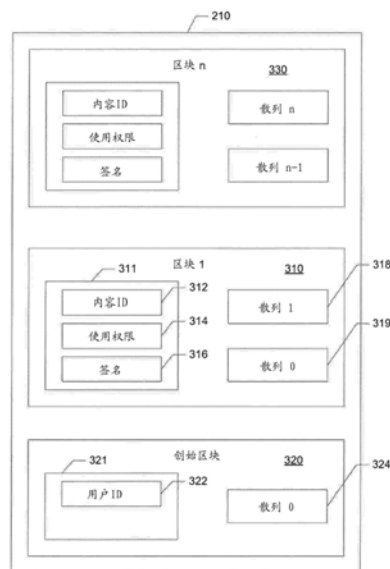 210
区块 n
330
内容ID
使用权限
签名
散列 n
散列 n-1
区块 1
310
311
312
内容ID
314
使用权限
316
签名
318
散列 1
319
散列 0
创始区块
320
321
322
用户ID
324
散列 0